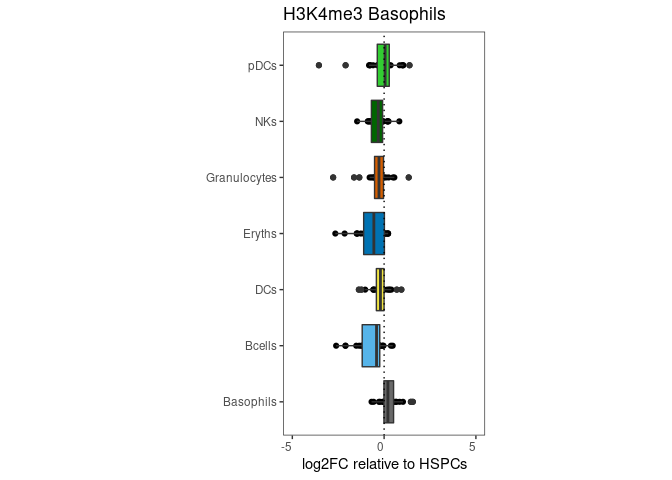 H3K4me3 Basophils
pDCs
NKs
Granulocytes
Eryths
DCs
Bcells
Basophils
-5 0 5
log2FC relative to HSPCs